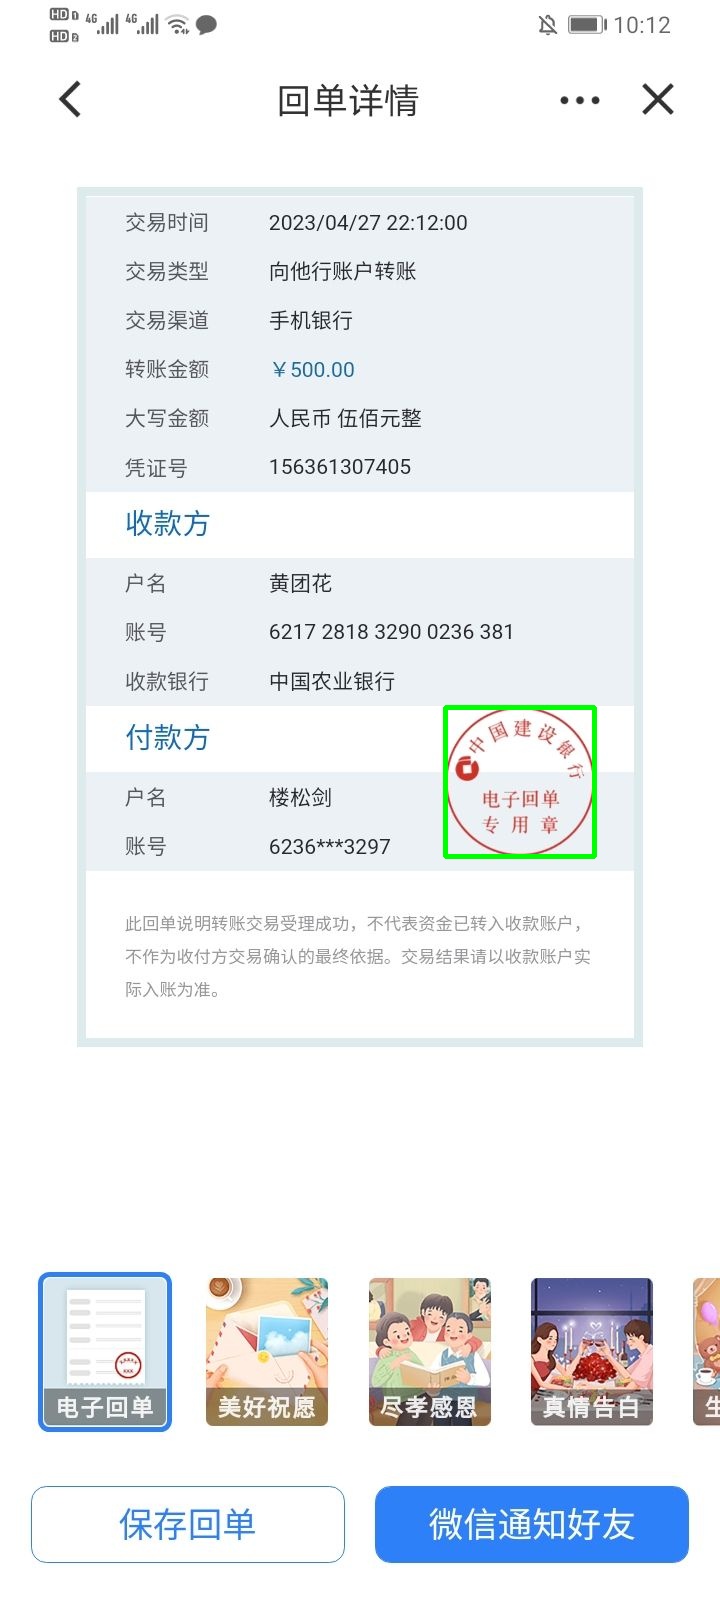 HD 1 4G 4G 10:12
HD 2
回单详情
交易时间 2023/04/27 22:12:00
交易类型 向他行账户转账
交易渠道 手机银行
转账金额 ￥500.00
大写金额 人民币 伍佰元整
凭证号 156361307405
收款方
户名 黄团花
账号 6217 2818 3290 0236 381
收款银行 中国农业银行
付款方
中国建设银行
电子回单
专用章
户名 楼松剑
账号 6236***3297
此回单说明转账交易受理成功，不代表资金已转入收款账户，
不作为收付方交易确认的最终依据。交易结果请以收款账户实
际入账为准。
电子回单 美好祝愿 尽孝感恩 真情告白
保存回单 微信通知好友